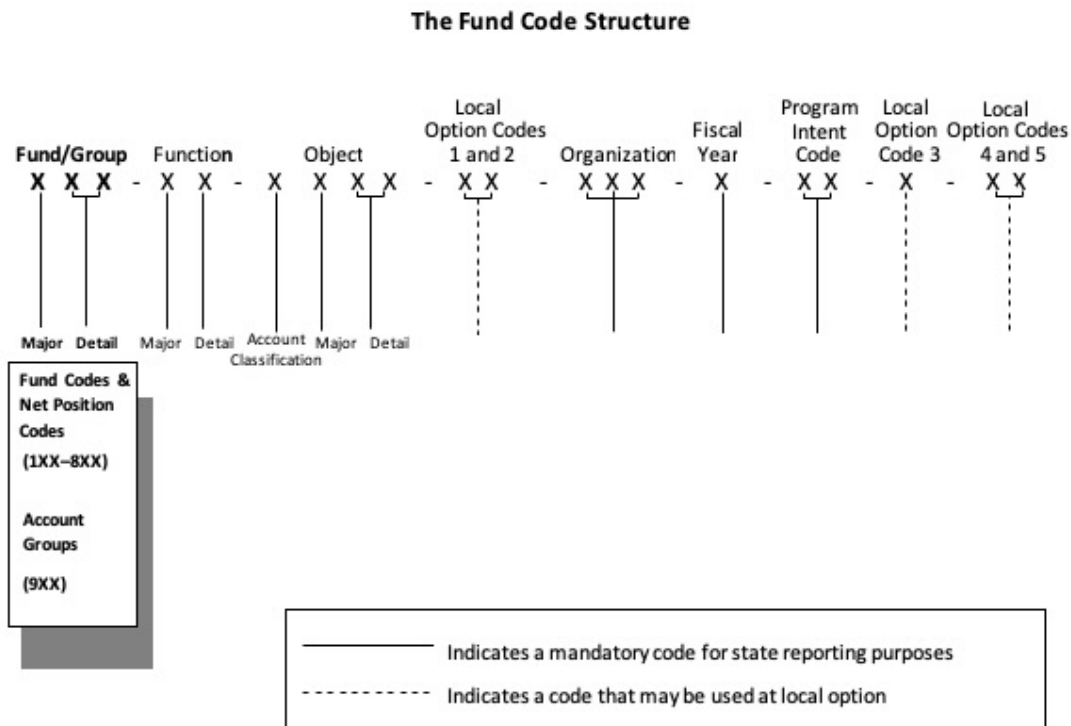 The Fund Code Structure
Local
Option Codes
1 and 2
Program
Intent
Code
Local
Option
Code 3
Local
Option Codes
4 and 5
Fiscal
Year
Fund/Group Function Object Organization
X X X - X X - X X X X - X X - X X X - X - X X - X - X X
Major Detail Major Detail Account Classification Major Detail
Fund Codes &
Net Position
Codes
(1XX–8XX)
Account
Groups
(9XX)
Indicates a mandatory code for state reporting purposes
Indicates a code that may be used at local option